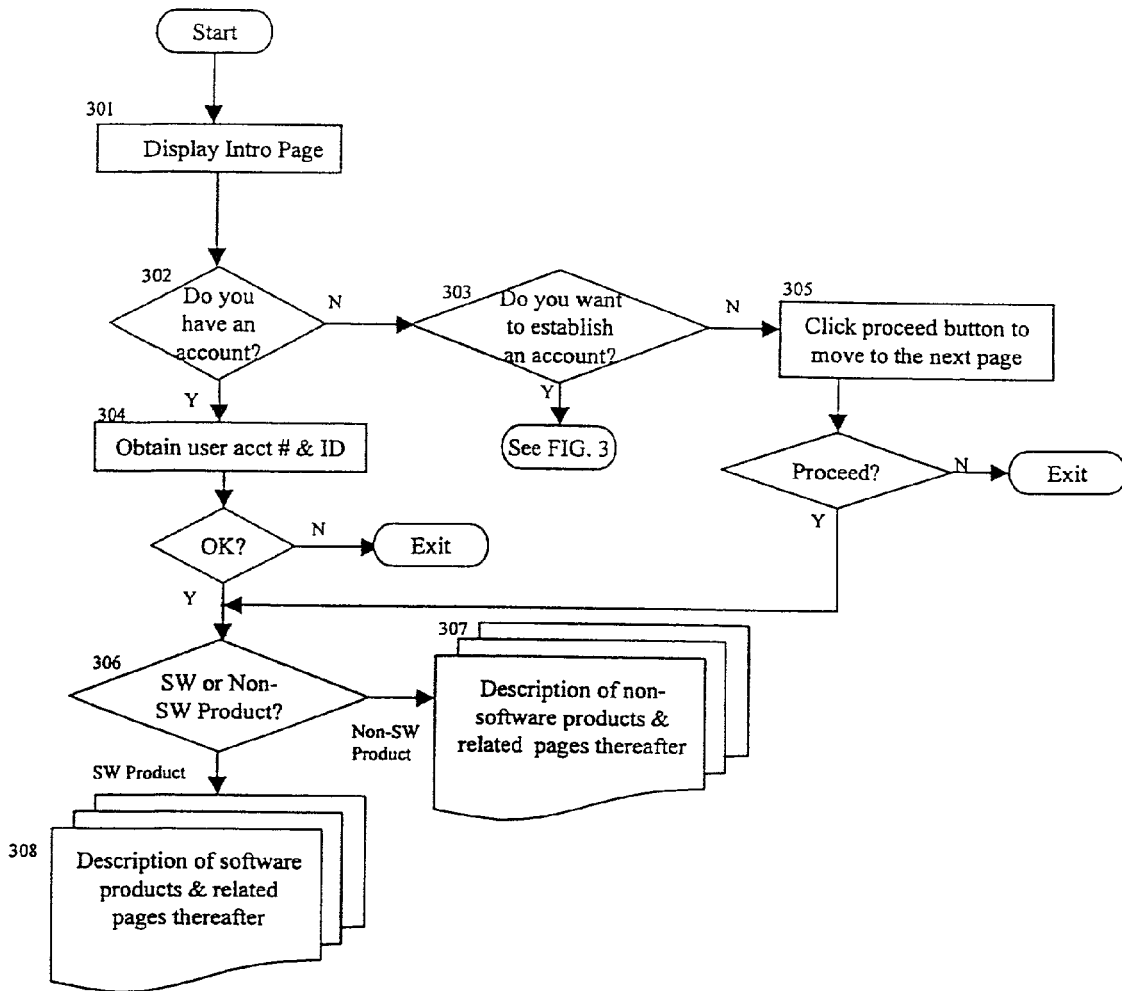 Start
301
Display Intro Page
302
Do you
have an
account?
N
303
Do you want
to establish
an account?
N
305
Click proceed button to
move to the next page
Y
304
Obtain user acct # & ID
Y
See FIG. 3
Proceed?
N
Exit
Y
OK?
N
Exit
Y
306
SW or Non-
SW Product?
Non-SW
Product
307
Description of non-
software products &
related pages thereafter
SW Product
308
Description of software
products & related
pages thereafter